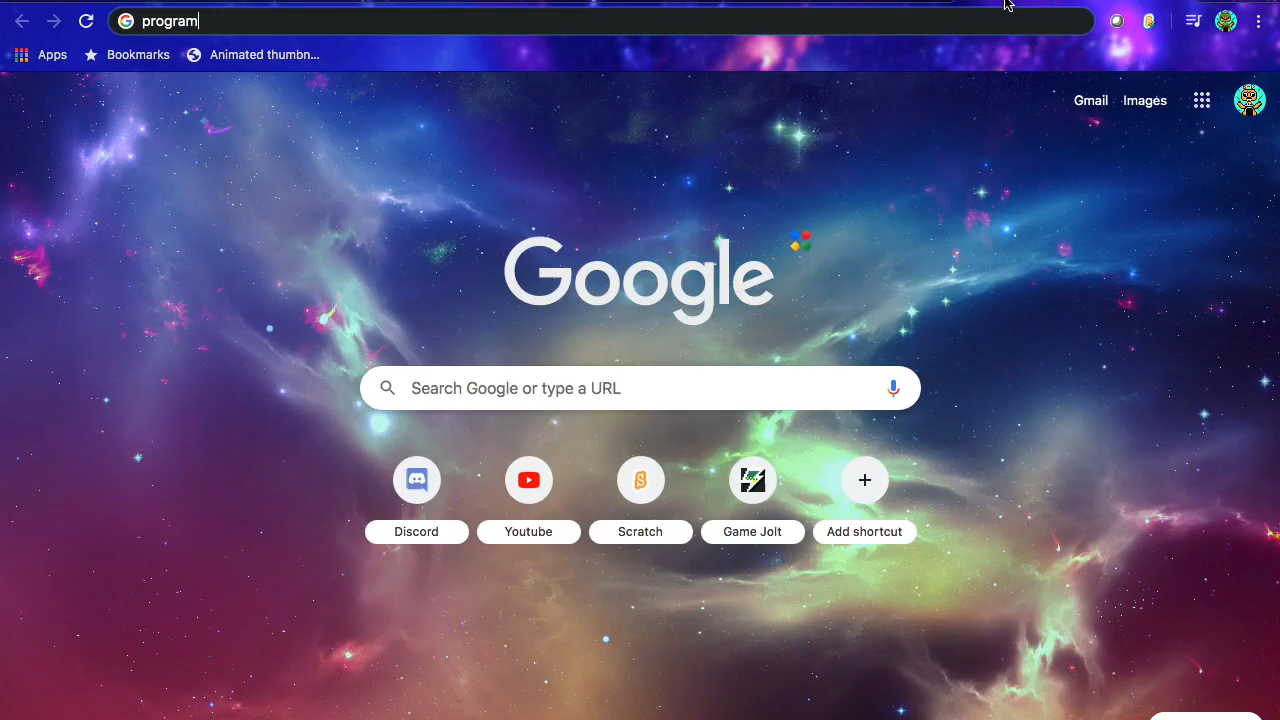 program
Apps Bookmarks Animated thumbn...
Gmail Images
Google
Search Google or type a URL
Discord Youtube Scratch Game Jolt Add shortcut